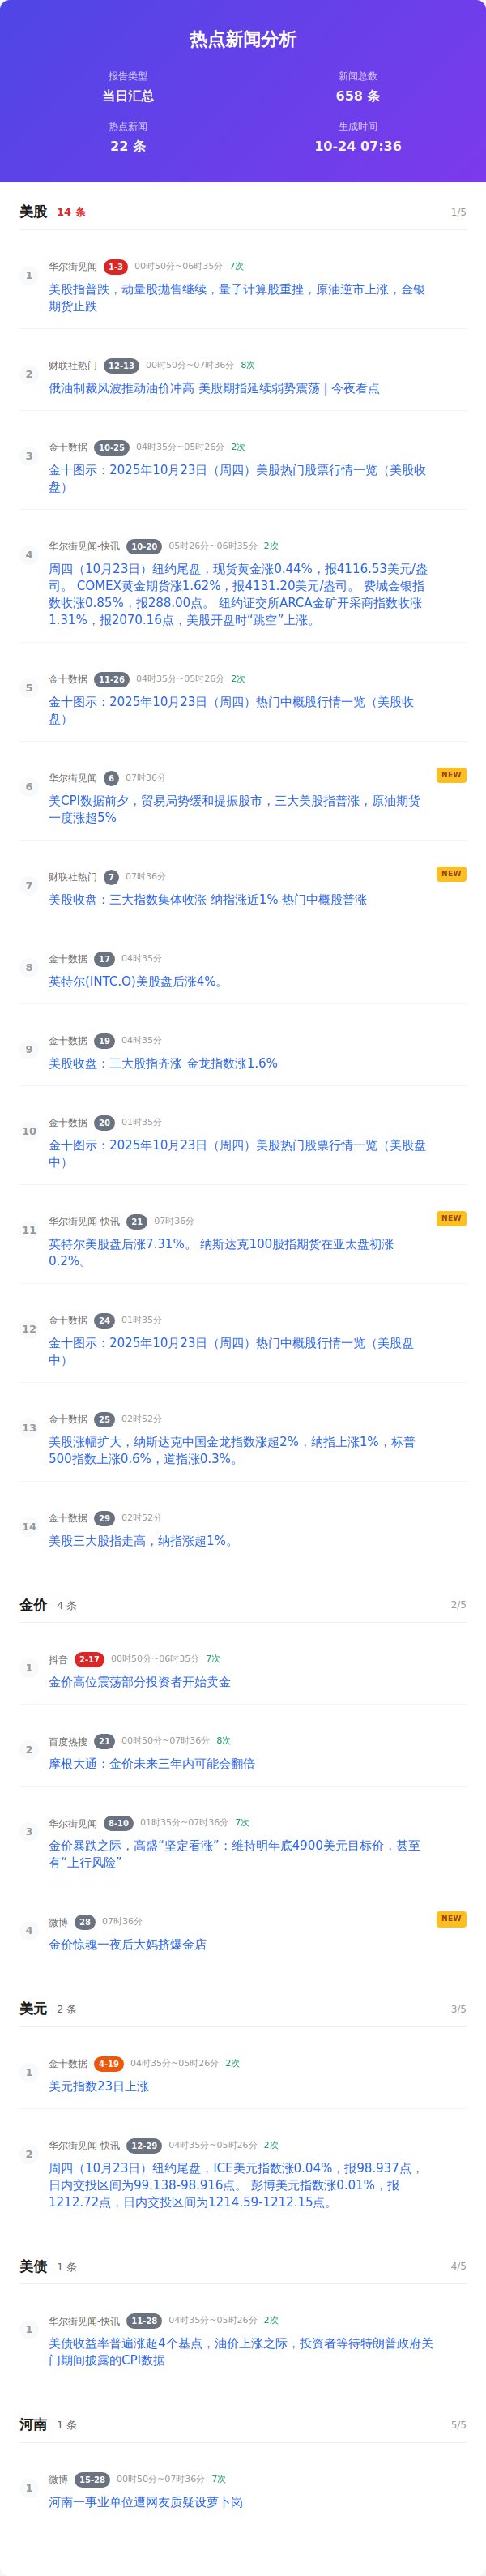 热点新闻分析
报告类型
当日汇总
新闻总数
658 条
热点新闻
22 条
生成时间
10-24 07:36
美股 14 条 1/5
1 华尔街见闻 1-3 00时50分~06时35分 7次
美股指普跌，动量股抛售继续，量子计算股重挫，原油逆市上涨，金银
期货止跌
2 财联社热门 12-13 00时50分~07时36分 8次
俄油制裁风波推动油价冲高 美股期指延续弱势震荡 | 今夜看点
3 金十数据 10-25 04时35分~05时26分 2次
金十图示：2025年10月23日（周四）美股热门股票行情一览（美股收
盘）
4 华尔街见闻-快讯 10-20 05时26分~06时35分 2次
周四（10月23日）纽约尾盘，现货黄金涨0.44%，报4116.53美元/盎
司。 COMEX黄金期货涨1.62%，报4131.20美元/盎司。 费城金银指
数收涨0.85%，报288.00点。 纽约证交所ARCA金矿开采商指数收涨
1.31%，报2070.16点，美股开盘时“跳空”上涨。
5 金十数据 11-26 04时35分~05时26分 2次
金十图示：2025年10月23日（周四）热门中概股行情一览（美股收
盘）
6 华尔街见闻 6 07时36分 NEW
美CPI数据前夕，贸易局势缓和提振股市，三大美股指普涨，原油期货
一度涨超5%
7 财联社热门 7 07时36分 NEW
美股收盘：三大指数集体收涨 纳指涨近1% 热门中概股普涨
8 金十数据 17 04时35分
英特尔(INTC.O)美股盘后涨4%。
9 金十数据 19 04时35分
美股收盘：三大股指齐涨 金龙指数涨1.6%
10 金十数据 20 01时35分
金十图示：2025年10月23日（周四）美股热门股票行情一览（美股盘
中）
11 华尔街见闻-快讯 21 07时36分 NEW
英特尔美股盘后涨7.31%。 纳斯达克100股指期货在亚太盘初涨
0.2%。
12 金十数据 24 01时35分
金十图示：2025年10月23日（周四）热门中概股行情一览（美股盘
中）
13 金十数据 25 02时52分
美股涨幅扩大，纳斯达克中国金龙指数涨超2%，纳指上涨1%，标普
500指数上涨0.6%，道指涨0.3%。
14 金十数据 29 02时52分
美股三大股指走高，纳指涨超1%。
金价 4 条 2/5
1 抖音 2-17 00时50分~06时35分 7次
金价高位震荡部分投资者开始卖金
2 百度热搜 21 00时50分~07时36分 8次
摩根大通：金价未来三年内可能会翻倍
3 华尔街见闻 8-10 01时35分~07时36分 7次
金价暴跌之际，高盛“坚定看涨”：维持明年底4900美元目标价，甚至
有“上行风险”
4 微博 28 07时36分 NEW
金价惊魂一夜后大妈挤爆金店
美元 2 条 3/5
1 金十数据 4-19 04时35分~05时26分 2次
美元指数23日上涨
2 华尔街见闻-快讯 12-29 04时35分~05时26分 2次
周四（10月23日）纽约尾盘，ICE美元指数涨0.04%，报98.937点，
日内交投区间为99.138-98.916点。 彭博美元指数涨0.01%，报
1212.72点，日内交投区间为1214.59-1212.15点。
美债 1 条 4/5
1 华尔街见闻-快讯 11-28 04时35分~05时26分 2次
美债收益率普遍涨超4个基点，油价上涨之际，投资者等待特朗普政府关
门期间披露的CPI数据
河南 1 条 5/5
1 微博 15-28 00时50分~07时36分 7次
河南一事业单位遭网友质疑设萝卜岗